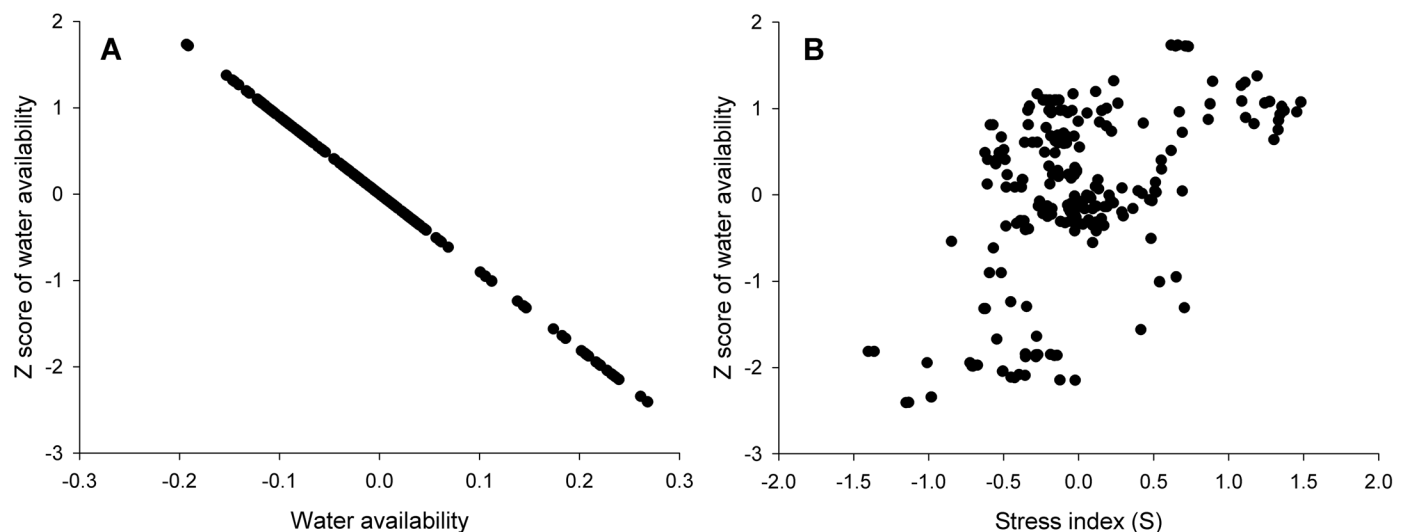 A
Z score of water availability
2
1
0
-1
-2
-3
-0.3 -0.2 -0.1 0.0 0.1 0.2 0.3
Water availability
B
Z score of water availability
2
1
0
-1
-2
-3
-2.0 -1.5 -1.0 -0.5 0.0 0.5 1.0 1.5 2.0
Stress index (S)